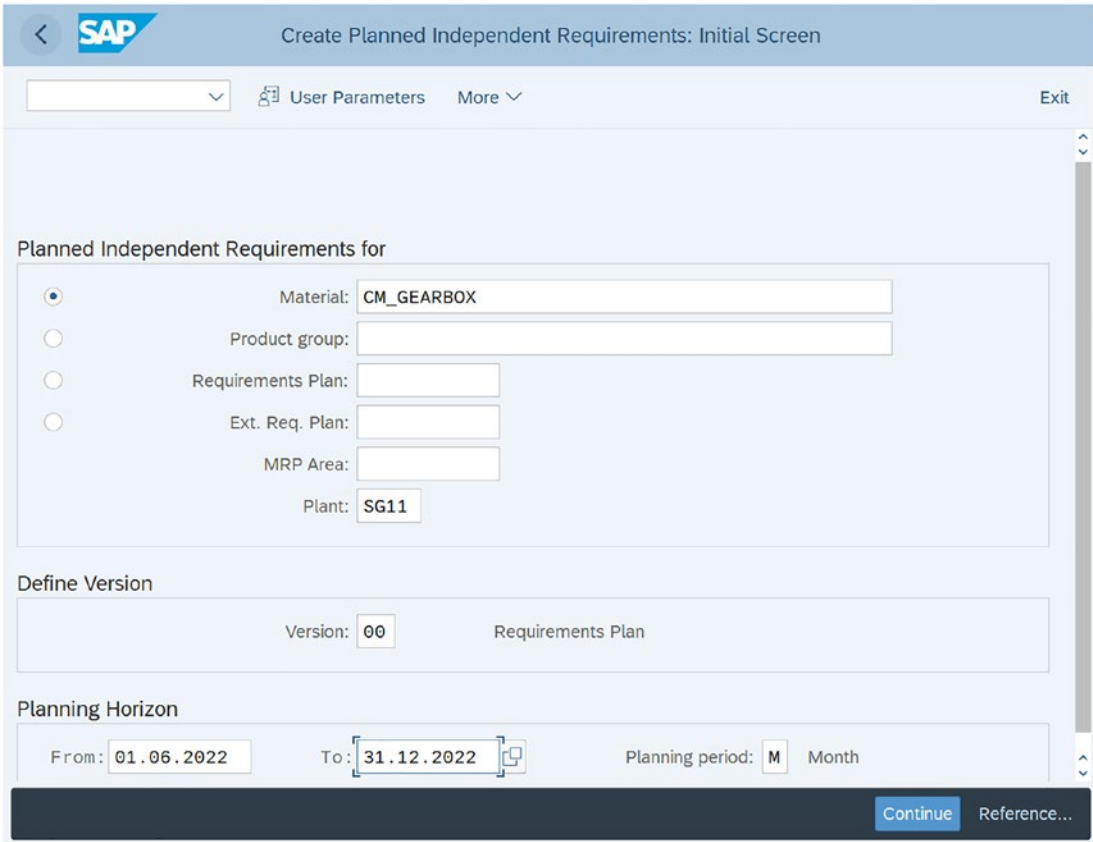 SAP Create Planned Independent Requirements: Initial Screen
User Parameters More Exit
Planned Independent Requirements for
Material: CM_GEARBOX
Product group:
Requirements Plan:
Ext. Req. Plan:
MRP Area:
Plant: SG11
Define Version
Version: 00 Requirements Plan
Planning Horizon
From: 01.06.2022 To: 31.12.2022 Planning period: M Month
Continue Reference...